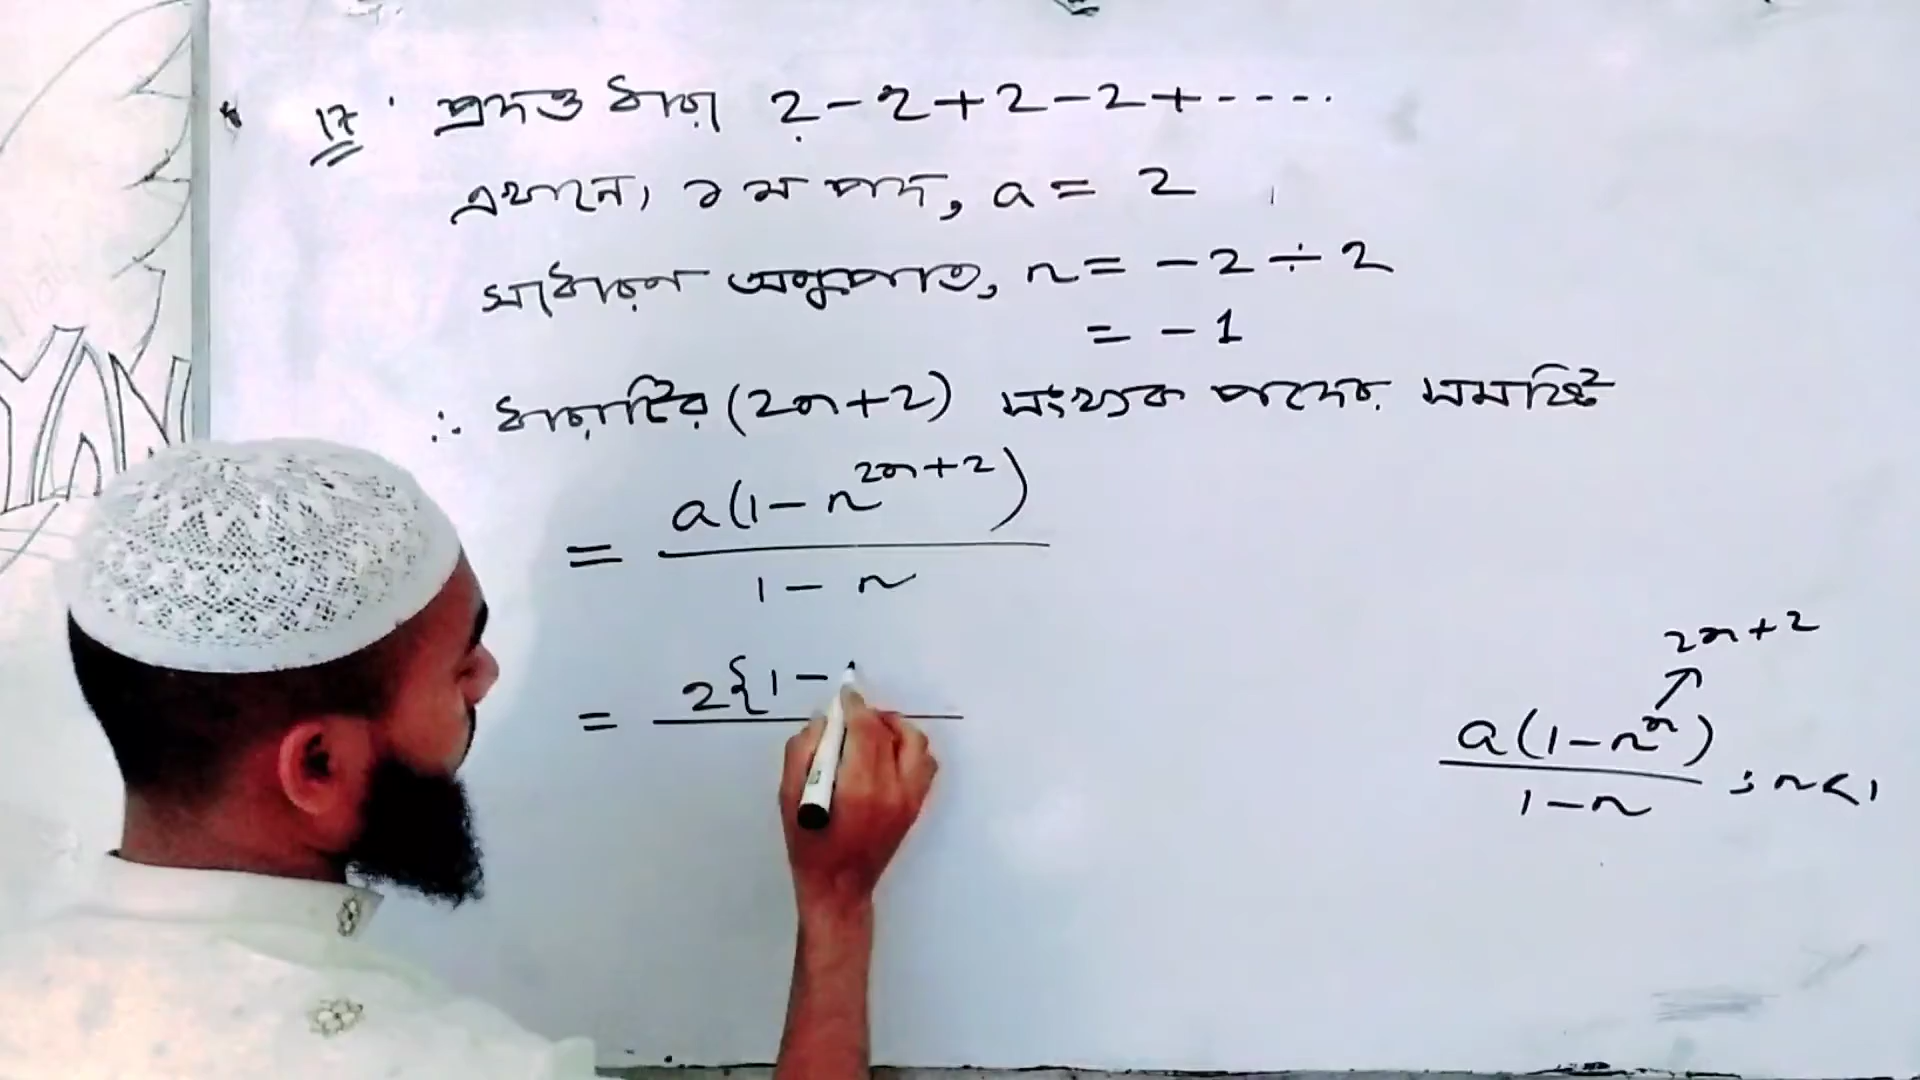 17. প্রদত্ত ধারা 2-2+2-2+----.
এখানে, ১ম পদ, a = 2
সাধারণ অনুপাত, r = -2÷2
= -1
∴ ধারাটির (2n+2) সংখ্যক পদের সমষ্টি
= a(1-r^{2n+2}) / 1-r
= 2{1-
2n+2
a(1-r^n) / 1-r ; r<1